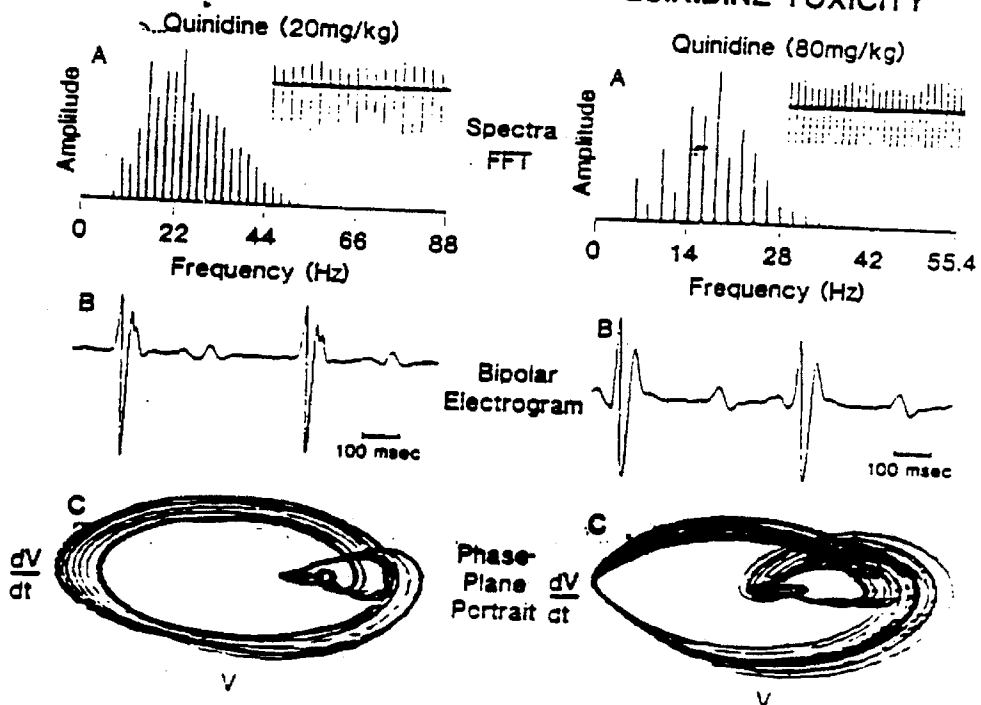 Quinidine (20mg/kg)
A
Amplitude
0 22 44 66 88
Frequency (Hz)
B
100 msec
C
dV
dt
V
Spectra
FFT
Bipolar
Electrogram
Phase-
Plane
Portrait
TOXICITY
Quinidine (80mg/kg)
A
Amplitude
0 14 28 42 55.4
Frequency (Hz)
B
100 msec
C
dV
dt
V